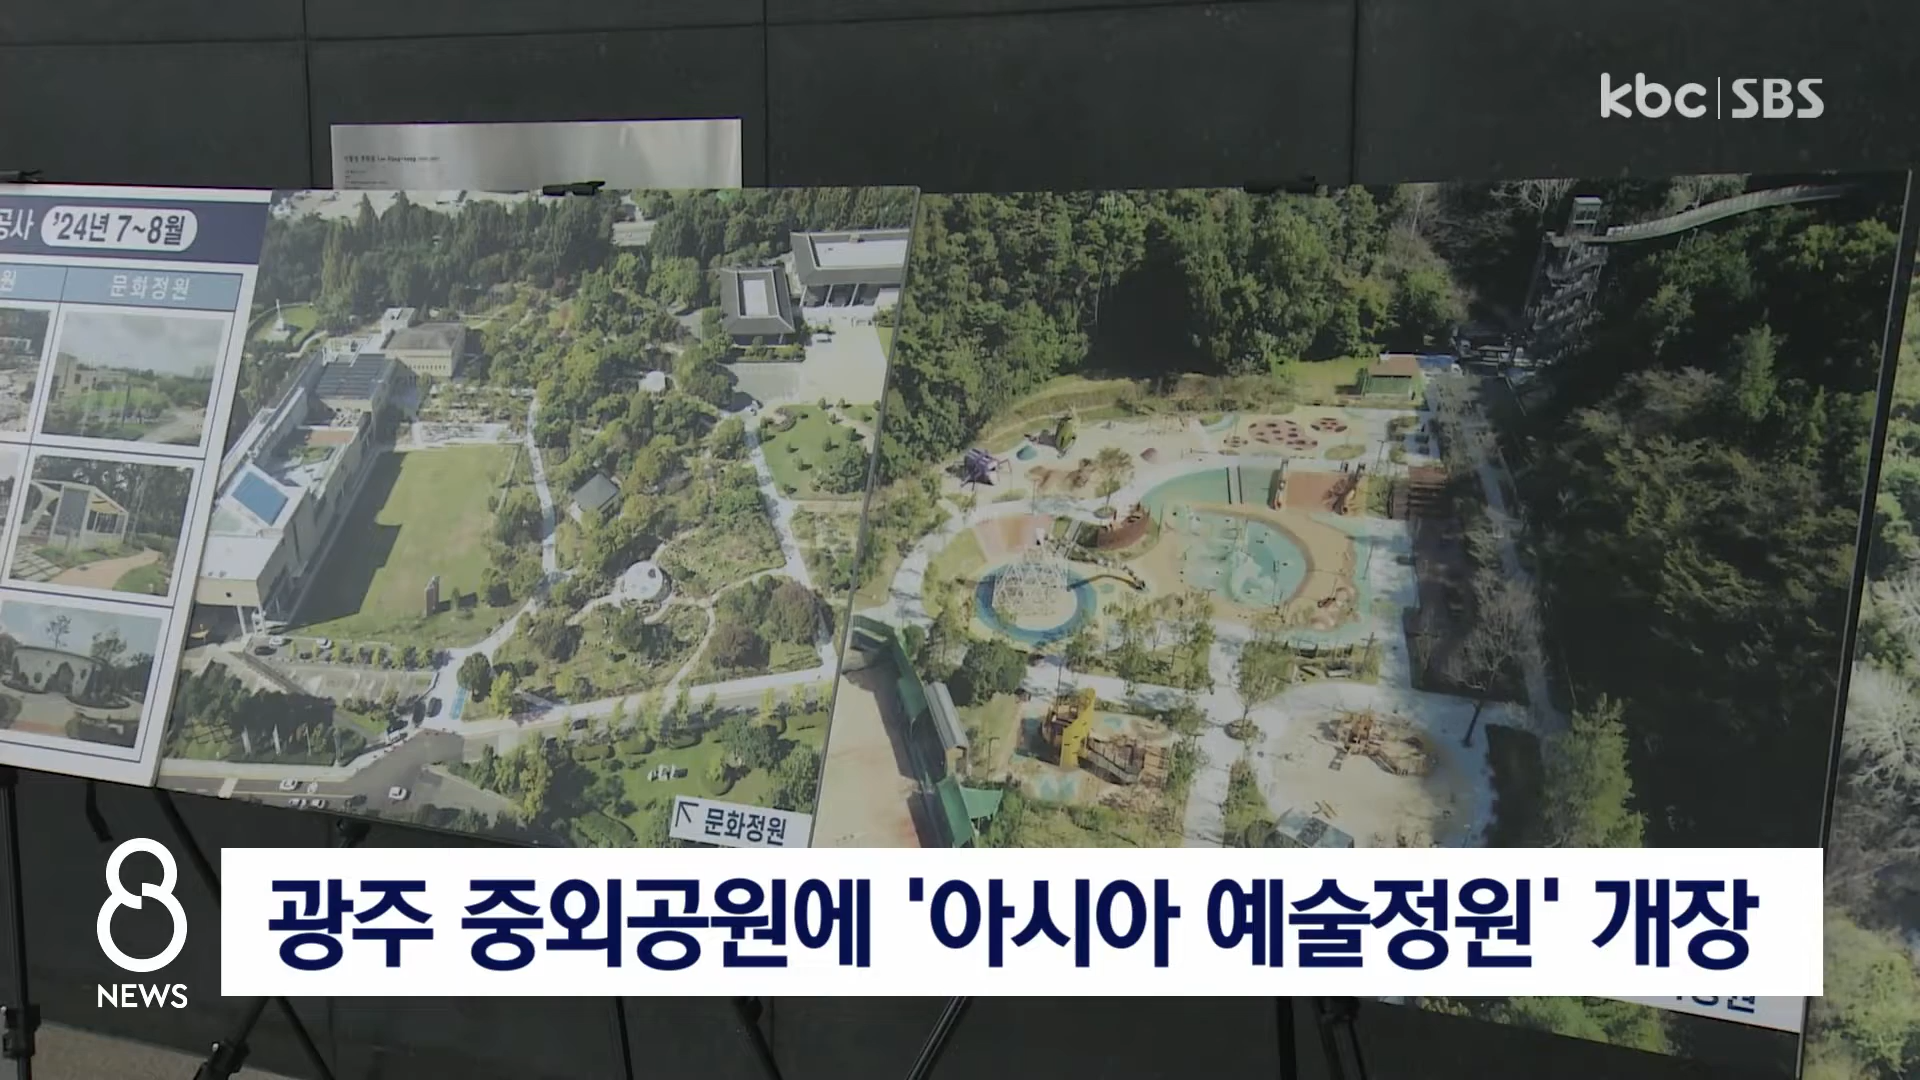 kbc SBS
공사 '24년 7~8월
원 문화정원
문화정원
8 NEWS
광주 중외공원에 '아시아 예술정원' 개장